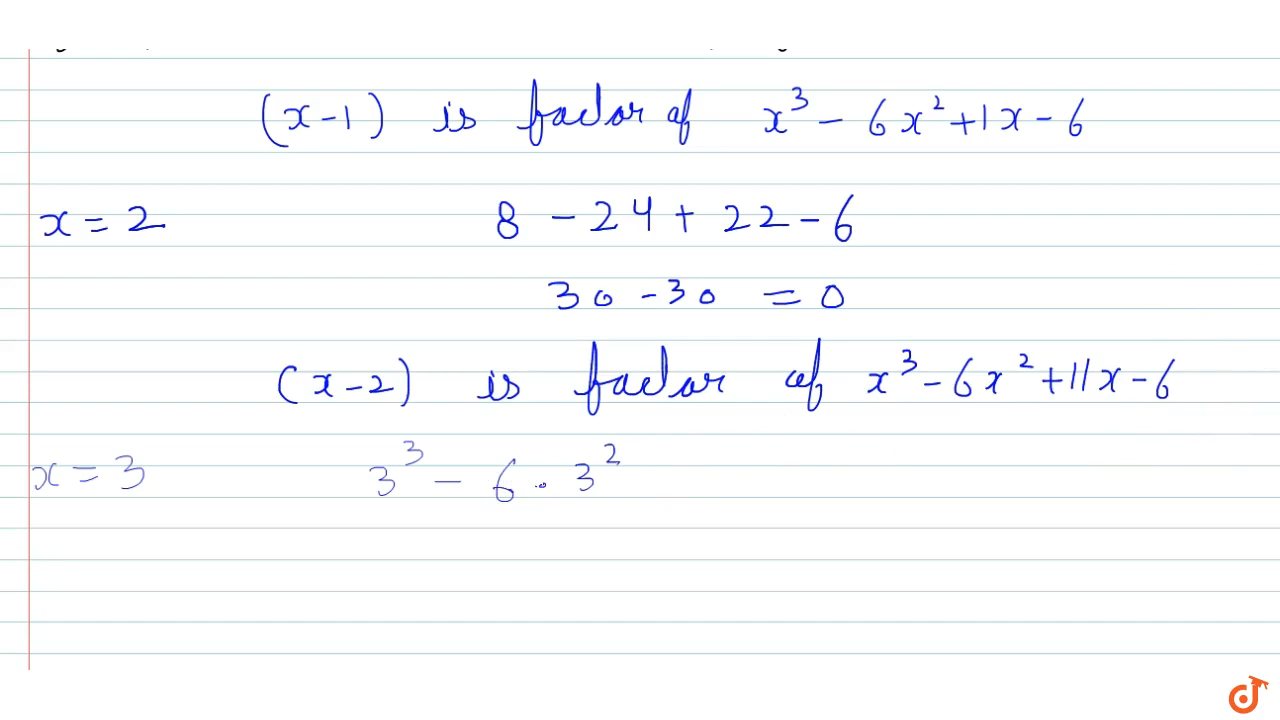 (x-1) is factor of x³ - 6x² + 1x - 6
x = 2 8 - 24 + 22 - 6
30 - 30 = 0
(x-2) is factor of x³ - 6x² + 11x - 6
x = 3 3³ - 6 . 3²